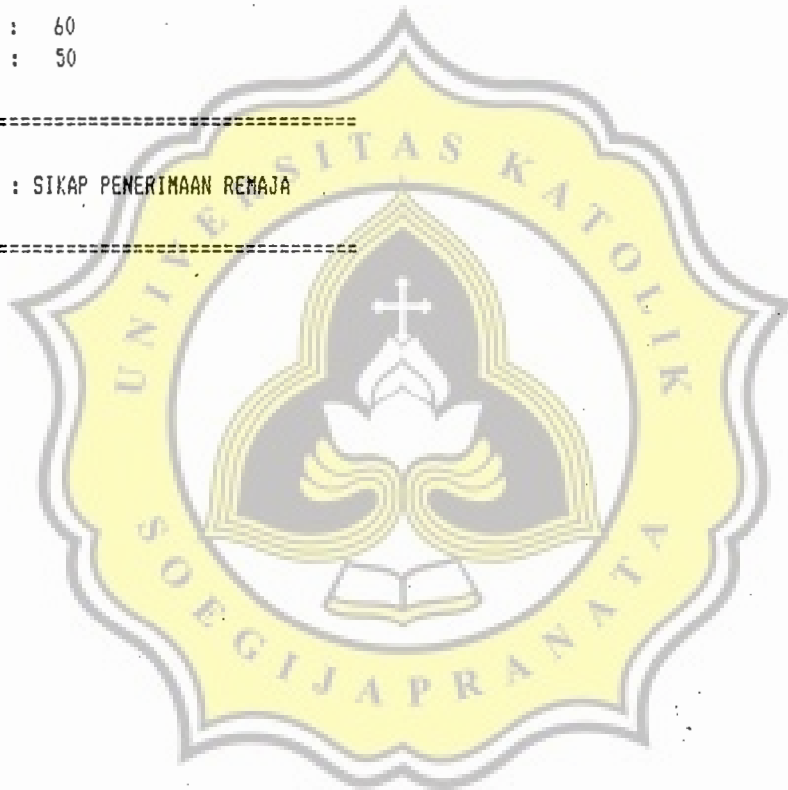 : 60
: 50
==============================
: SIKAP PENERIMAAN REMAJA
==============================
UNIVERSITAS KATOLIK
SOEGIJAPRANATA